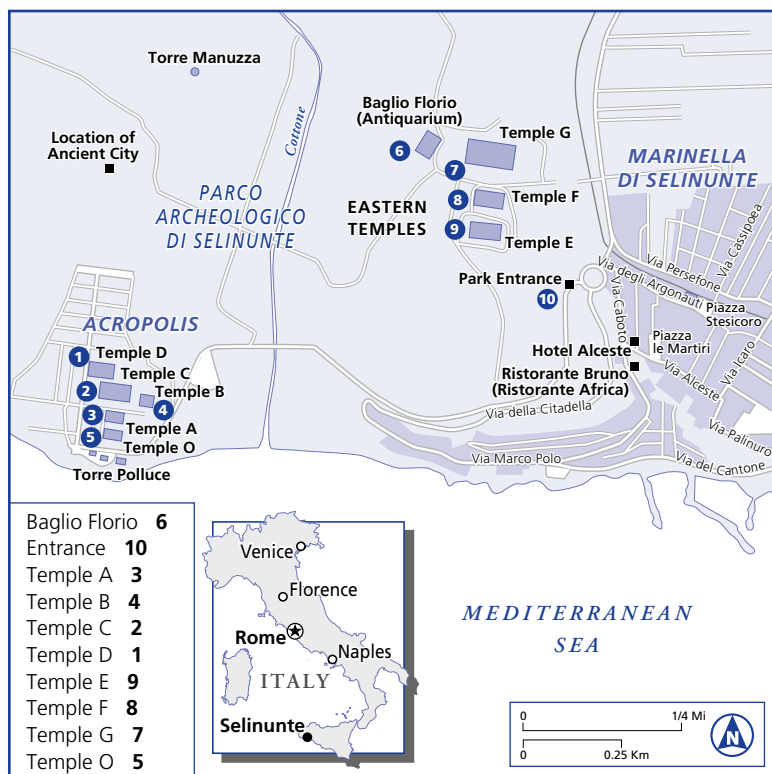 Torre Manuzza
Location of
Ancient City
Cottone
Baglio Florio
(Antiquarium)
6
Temple G
7
PARCO
ARCHEOLOGICO
DI SELINUNTE
EASTERN
TEMPLES
8
Temple F
9
Temple E
MARINELLA
DI SELINUNTE
Via Cassipoea
Via Persefone
Via degli Argonauti
Park Entrance
10
Via Caboto
Piazza
Stesicoro
Piazza
le Martiri
Via Icaro
Hotel Alceste
Ristorante Bruno
(Ristorante Africa)
Via Alceste
Via della Citadella
Via Palinuro
Via Marco Polo
Via del Cantone
ACROPOLIS
1
Temple D
Temple C
2
Temple B
4
3
Temple A
5
Temple O
Torre Polluce
Baglio Florio 6
Entrance 10
Temple A 3
Temple B 4
Temple C 2
Temple D 1
Temple E 9
Temple F 8
Temple G 7
Temple O 5
Venice
Florence
Rome
Naples
ITALY
Selinunte
MEDITERRANEAN
SEA
0 1/4 Mi
0 0.25 Km
N